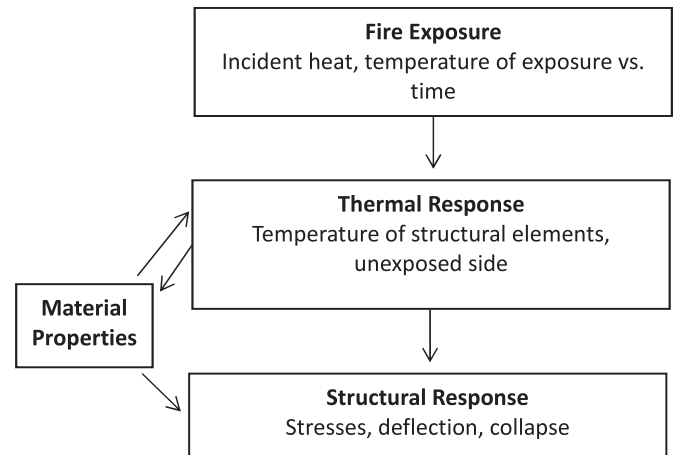 Fire Exposure
Incident heat, temperature of exposure vs.
time
Thermal Response
Temperature of structural elements,
unexposed side
Material
Properties
Structural Response
Stresses, deflection, collapse